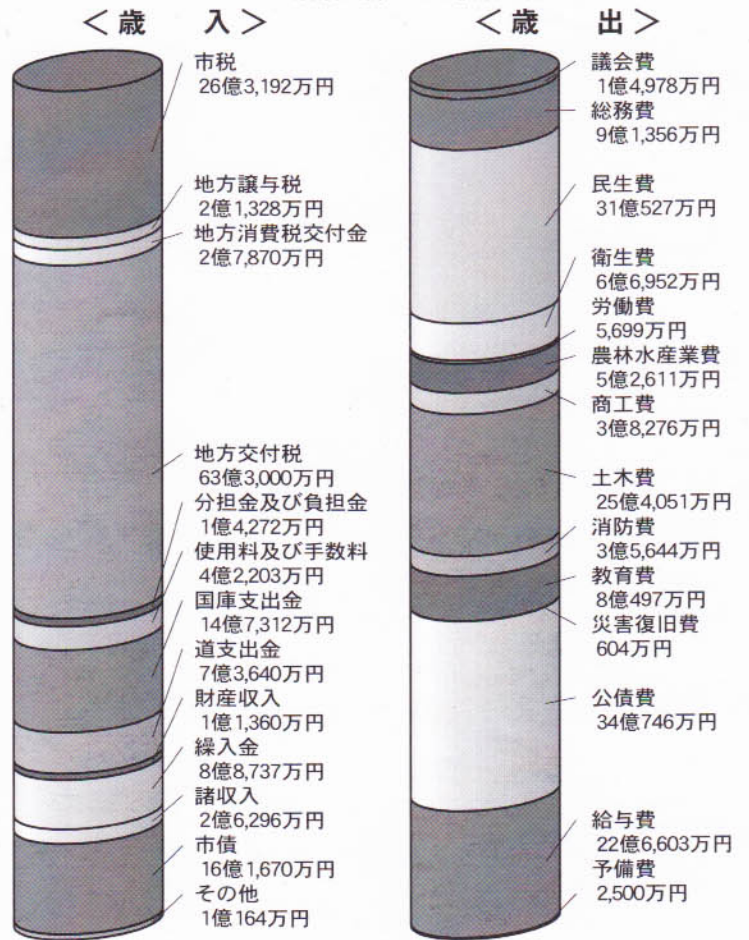 ＜歳　入＞
市税
26億3,192万円
地方譲与税
2億1,328万円
地方消費税交付金
2億7,870万円
地方交付税
63億3,000万円
分担金及び負担金
1億4,272万円
使用料及び手数料
4億2,203万円
国庫支出金
14億7,312万円
道支出金
7億3,640万円
財産収入
1億1,360万円
繰入金
8億8,737万円
諸収入
2億6,296万円
市債
16億1,670万円
その他
1億164万円
＜歳　出＞
議会費
1億4,978万円
総務費
9億1,356万円
民生費
31億527万円
衛生費
6億6,952万円
労働費
5,699万円
農林水産業費
5億2,611万円
商工費
3億8,276万円
土木費
25億4,051万円
消防費
3億5,644万円
教育費
8億497万円
災害復旧費
604万円
公債費
34億746万円
給与費
22億6,603万円
予備費
2,500万円